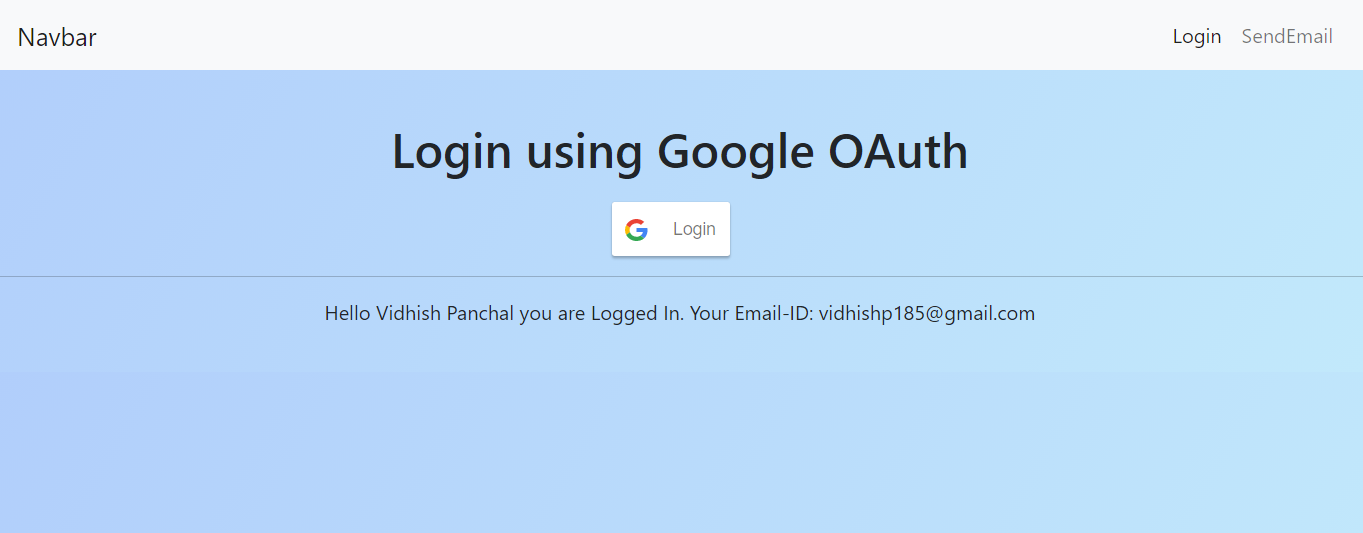 Navbar
Login SendEmail
Login using Google OAuth
Login
Hello Vidhish Panchal you are Logged In. Your Email-ID: vidhishp185@gmail.com